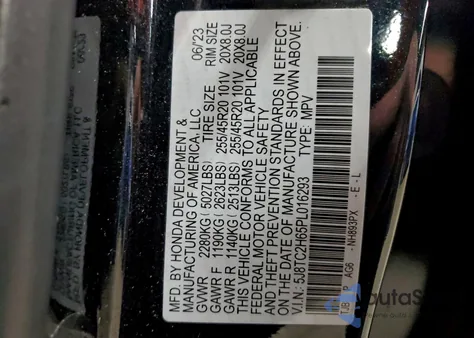 MFD. BY HONDA DEVELOPMENT &
MANUFACTURING OF AMERICA, LLC 06/23
TIRE SIZE RIM SIZE
GVWR 2280KG(5027LBS)
GAWR F 1190KG(2623LBS) 255/45R20 101V 20X8.0J
GAWR R 1140KG(2513LBS) 255/45R20 101V 20X8.0J
THIS VEHICLE CONFORMS TO ALL APPLICABLE
FEDERAL MOTOR VEHICLE SAFETY
AND THEFT PREVENTION STANDARDS IN EFFECT
ON THE DATE OF MANUFACTURE SHOWN ABOVE.
V.I.N.: 5J8TC2H65PL016293 TYPE: MPV
TJB P AG6 NH893PX - E - L